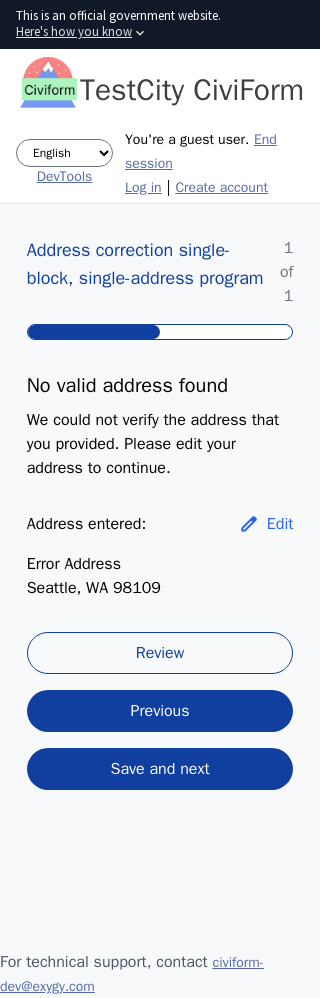 This is an official government website.
Here's how you know
Civiform
TestCity CiviForm
English
DevTools
You're a guest user. End
session
Log in | Create account
Address correction single-
block, single-address program
1
of
1
No valid address found
We could not verify the address that
you provided. Please edit your
address to continue.
Address entered:
Edit
Error Address
Seattle, WA 98109
Review
Previous
Save and next
For technical support, contact civiform-
dev@exygy.com